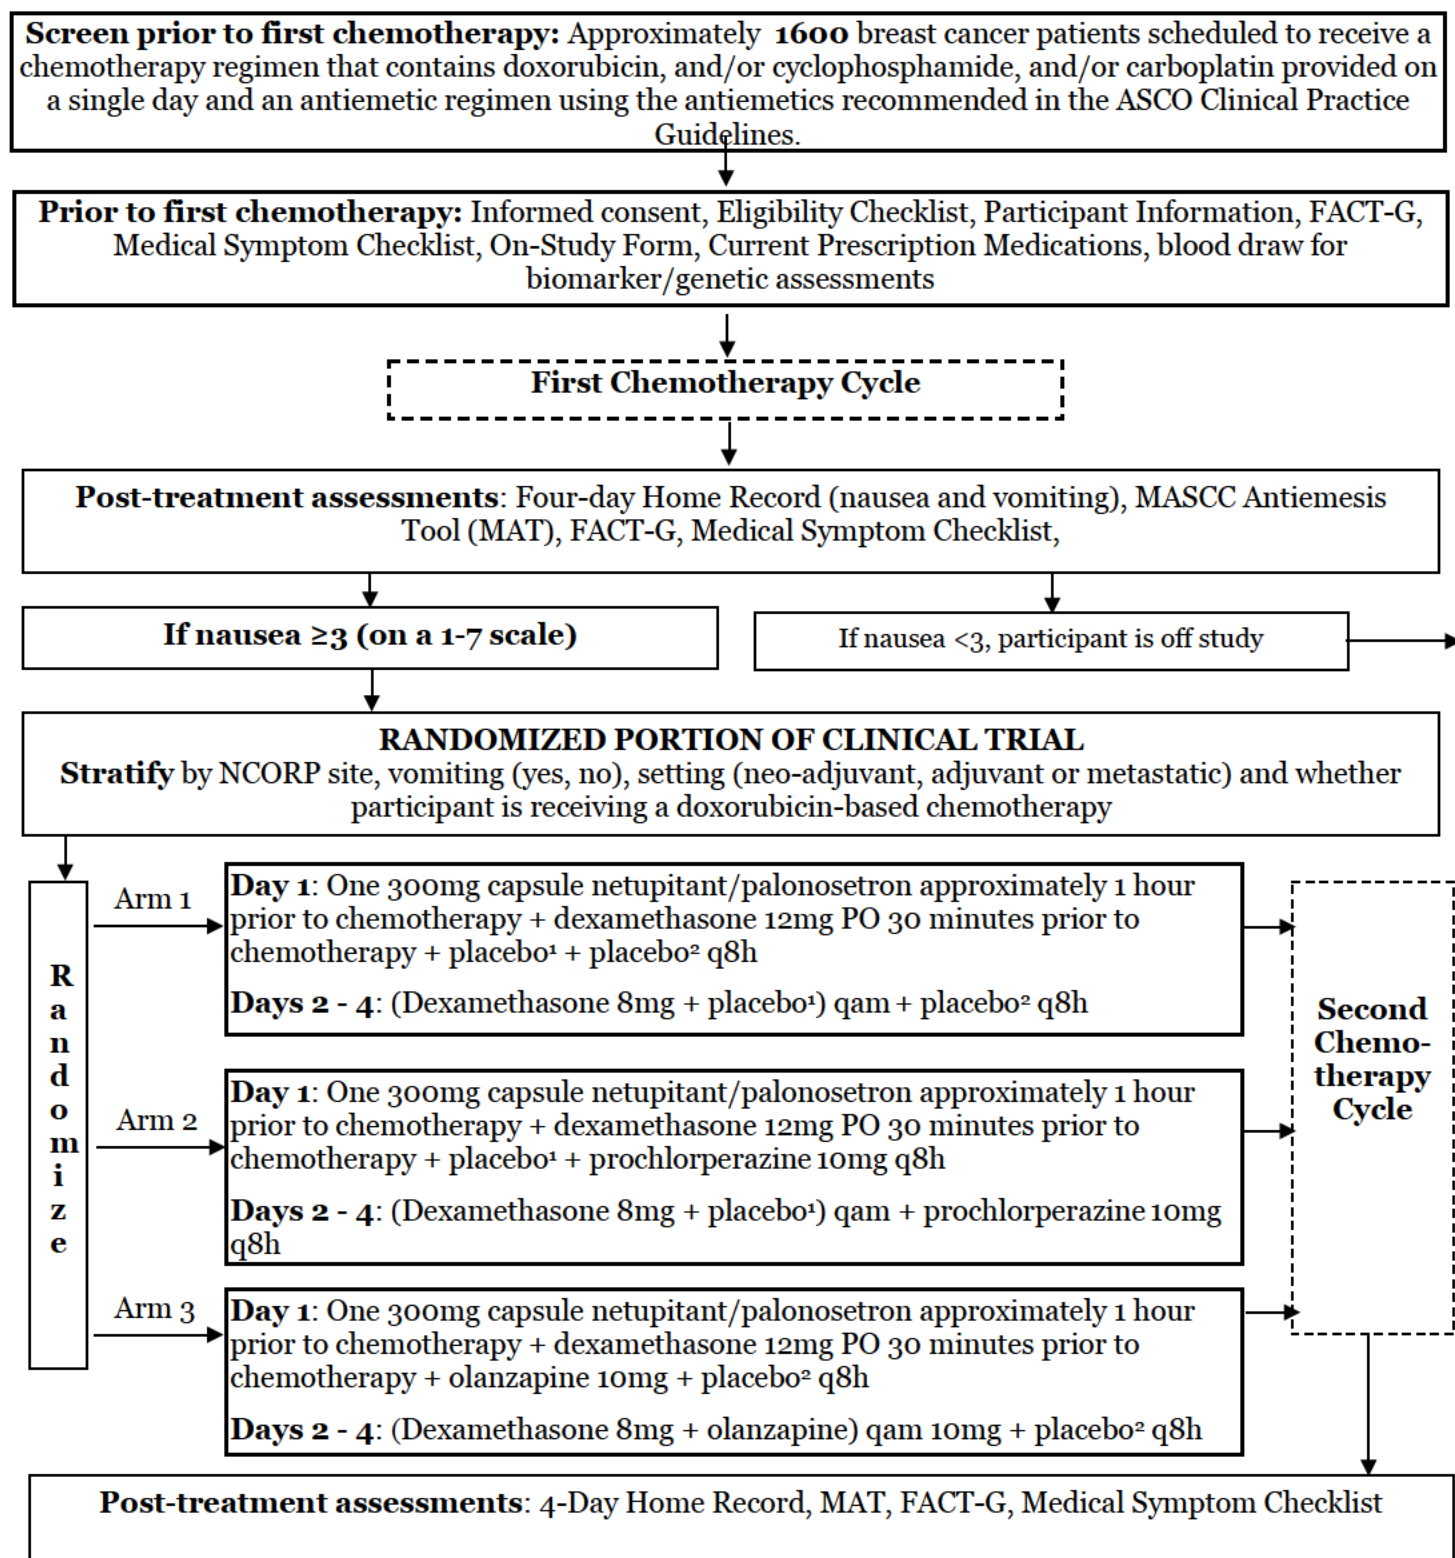 Screen prior to first chemotherapy: Approximately 1600 breast cancer patients scheduled to receive a
chemotherapy regimen that contains doxorubicin, and/or cyclophosphamide, and/or carboplatin provided on
a single day and an antiemetic regimen using the antiemetics recommended in the ASCO Clinical Practice
Guidelines.
Prior to first chemotherapy: Informed consent, Eligibility Checklist, Participant Information, FACT-G,
Medical Symptom Checklist, On-Study Form, Current Prescription Medications, blood draw for
biomarker/genetic assessments
First Chemotherapy Cycle
Post-treatment assessments: Four-day Home Record (nausea and vomiting), MASCC Antiemesis
Tool (MAT), FACT-G, Medical Symptom Checklist,
If nausea ≥3 (on a 1-7 scale)
If nausea <3, participant is off study
RANDOMIZED PORTION OF CLINICAL TRIAL
Stratify by NCORP site, vomiting (yes, no), setting (neo-adjuvant, adjuvant or metastatic) and whether
participant is receiving a doxorubicin-based chemotherapy
Randomize
Arm 1
Day 1: One 300mg capsule netupitant/palonosetron approximately 1 hour
prior to chemotherapy + dexamethasone 12mg PO 30 minutes prior to
chemotherapy + placebo¹ + placebo² q8h
Days 2 - 4: (Dexamethasone 8mg + placebo¹) qam + placebo² q8h
Arm 2
Day 1: One 300mg capsule netupitant/palonosetron approximately 1 hour
prior to chemotherapy + dexamethasone 12mg PO 30 minutes prior to
chemotherapy + placebo¹ + prochlorperazine 10mg q8h
Days 2 - 4: (Dexamethasone 8mg + placebo¹) qam + prochlorperazine 10mg
q8h
Arm 3
Day 1: One 300mg capsule netupitant/palonosetron approximately 1 hour
prior to chemotherapy + dexamethasone 12mg PO 30 minutes prior to
chemotherapy + olanzapine 10mg + placebo² q8h
Days 2 - 4: (Dexamethasone 8mg + olanzapine) qam 10mg + placebo² q8h
Second
Chemo-
therapy
Cycle
Post-treatment assessments: 4-Day Home Record, MAT, FACT-G, Medical Symptom Checklist